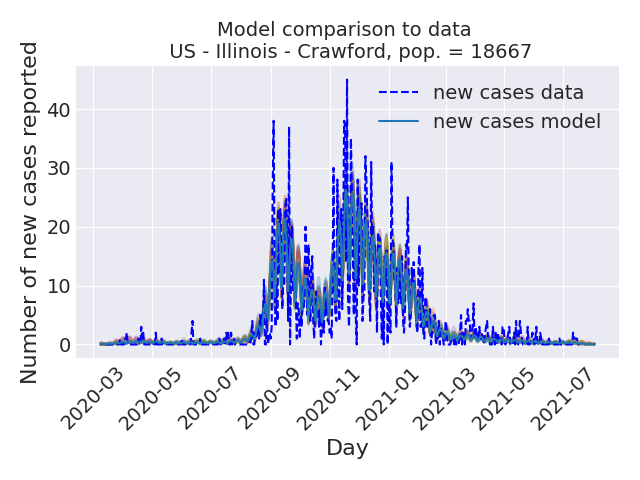 Model comparison to data
US - Illinois - Crawford, pop. = 18667
Number of new cases reported
40
30
20
10
0
new cases data
new cases model
2020-03
2020-05
2020-07
2020-09
2020-11
2021-01
2021-03
2021-05
2021-07
Day